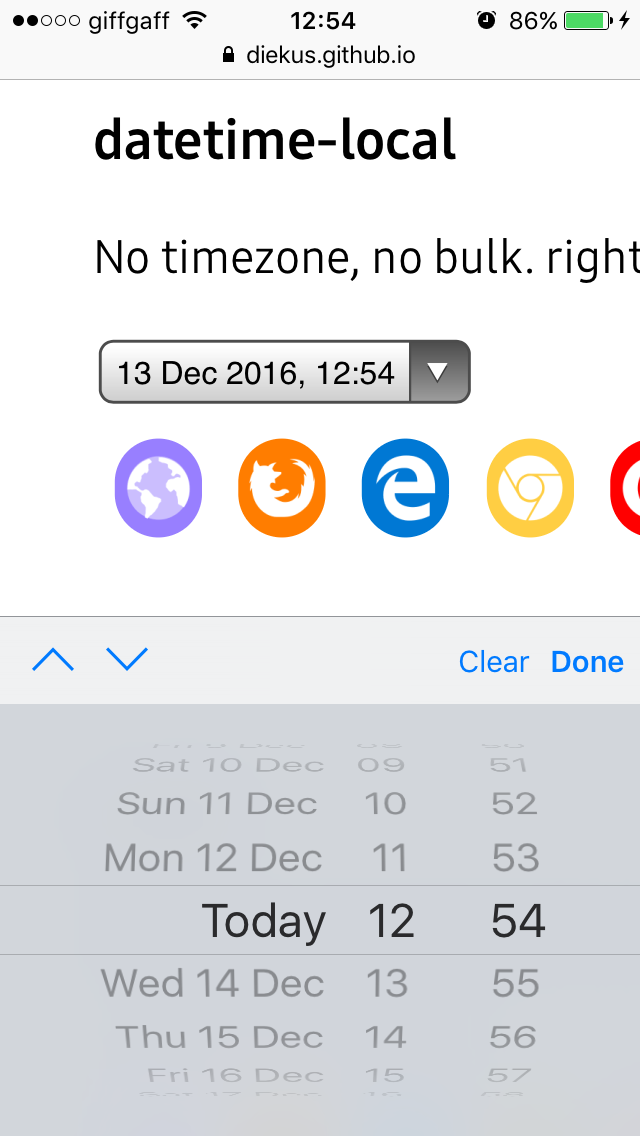 giffgaff 12:54 86%
diekus.github.io
datetime-local
No timezone, no bulk. right
13 Dec 2016, 12:54
Clear Done
Sat 10 Dec 09 51
Sun 11 Dec 10 52
Mon 12 Dec 11 53
Today 12 54
Wed 14 Dec 13 55
Thu 15 Dec 14 56
Fri 16 Dec 15 57